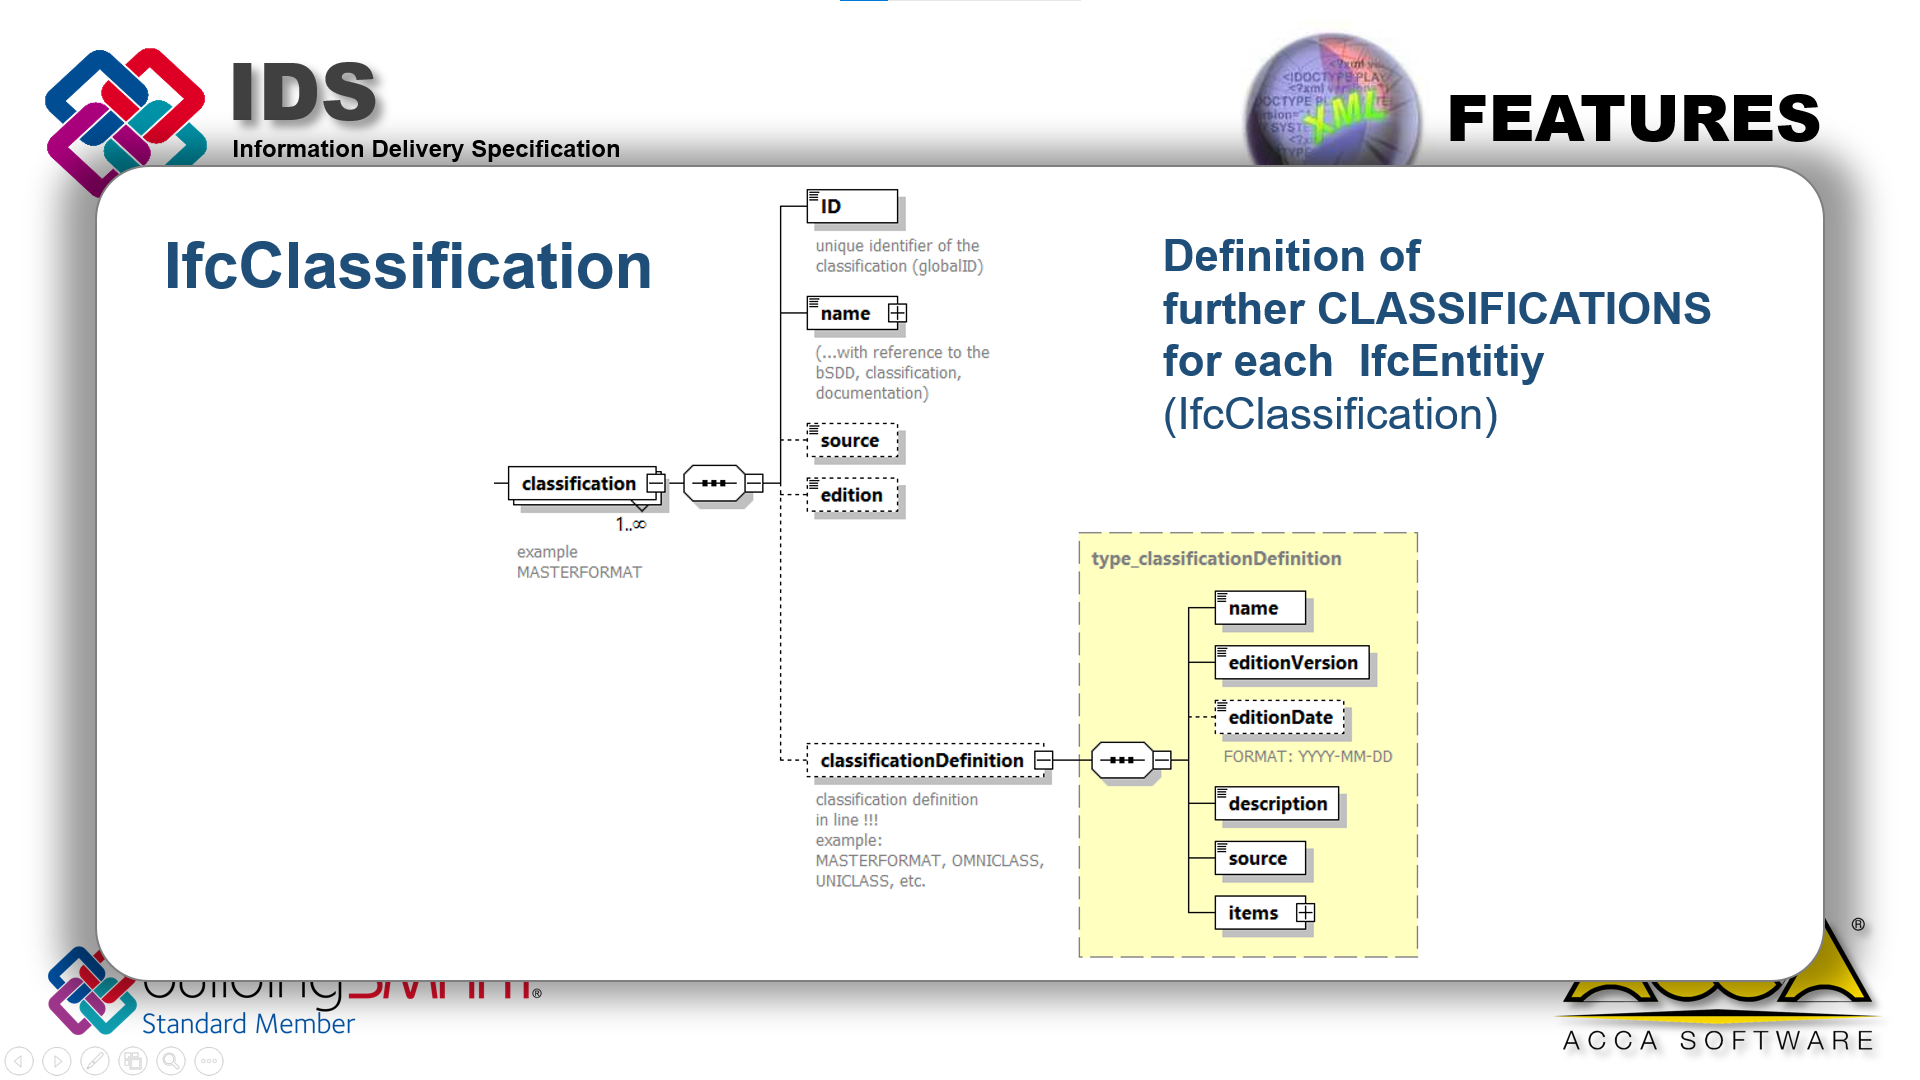 IDS
Information Delivery Specification
XML
FEATURES
IfcClassification
Definition of
further CLASSIFICATIONS
for each  IfcEntitiy
(IfcClassification)
ID
unique identifier of the
classification (globalID)
name
(...with reference to the
bSDD, classification,
documentation)
source
edition
classification
1..∞
example
MASTERFORMAT
classificationDefinition
classification definition
in line !!!
example:
MASTERFORMAT, OMNICLASS,
UNICLASS, etc.
type_classificationDefinition
name
editionVersion
editionDate
FORMAT: YYYY-MM-DD
description
source
items
buildingSMART®
Standard Member
ACCA®
ACCA SOFTWARE